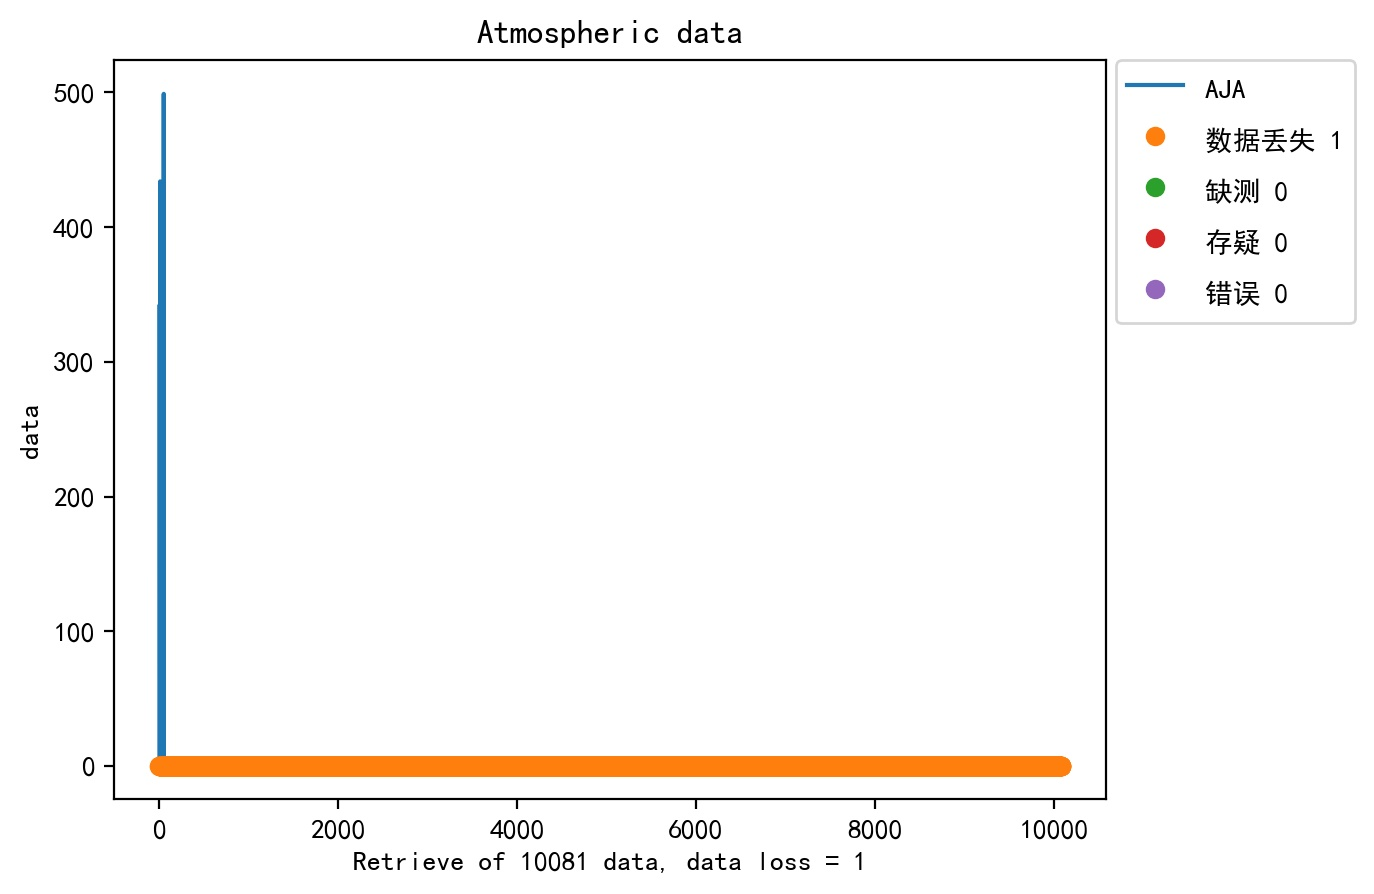 Atmospheric data
500
400
300
200
100
0
data
0
2000
4000
6000
8000
10000
Retrieve of 10081 data, data loss = 1
AJA
数据丢失 1
缺测 0
存疑 0
错误 0